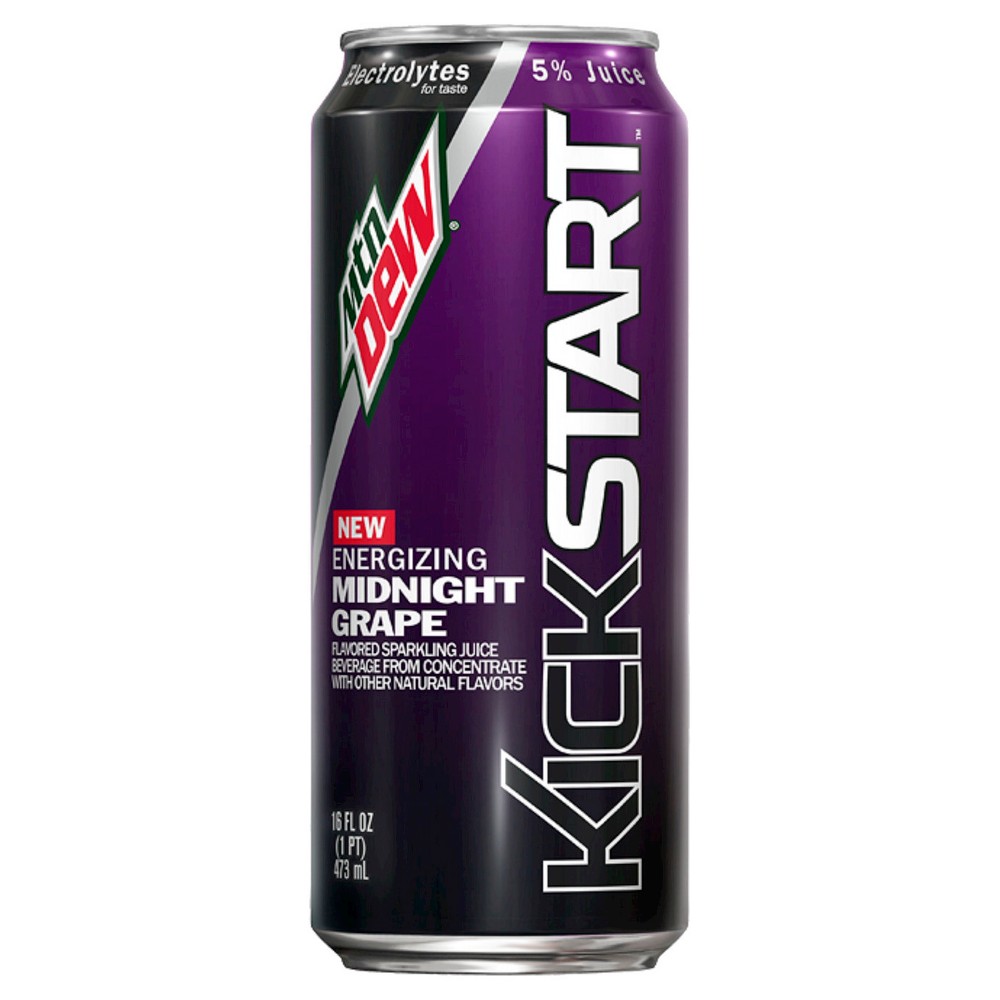 Electrolytes
for taste
5% Juice
Mtn
Dew®
KICKSTART™
NEW
ENERGIZING
MIDNIGHT
GRAPE
FLAVORED SPARKLING JUICE
BEVERAGE FROM CONCENTRATE
WITH OTHER NATURAL FLAVORS
16 FL OZ
(1 PT)
473 mL